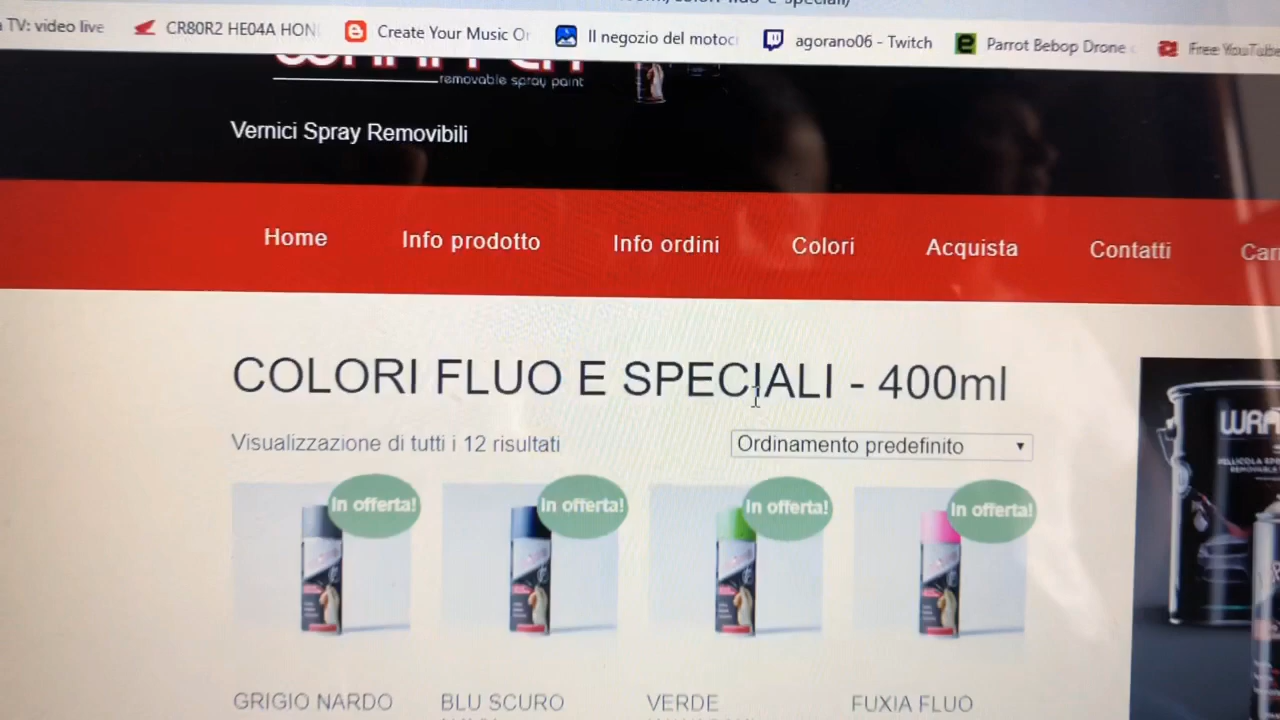 TV: video live
CR80R2 HE04A HON
Create Your Music Or
Il negozio del motoc
agorano06 - Twitch
Parrot Bebop Drone
Free YouTube
removable spray paint
Vernici Spray Removibili
Home
Info prodotto
Info ordini
Colori
Acquista
Contatti
Car
COLORI FLUO E SPECIALI - 400ml
Visualizzazione di tutti i 12 risultati
Ordinamento predefinito
In offerta!
In offerta!
In offerta!
In offerta!
GRIGIO NARDO
BLU SCURO
VERDE
FUXIA FLUO